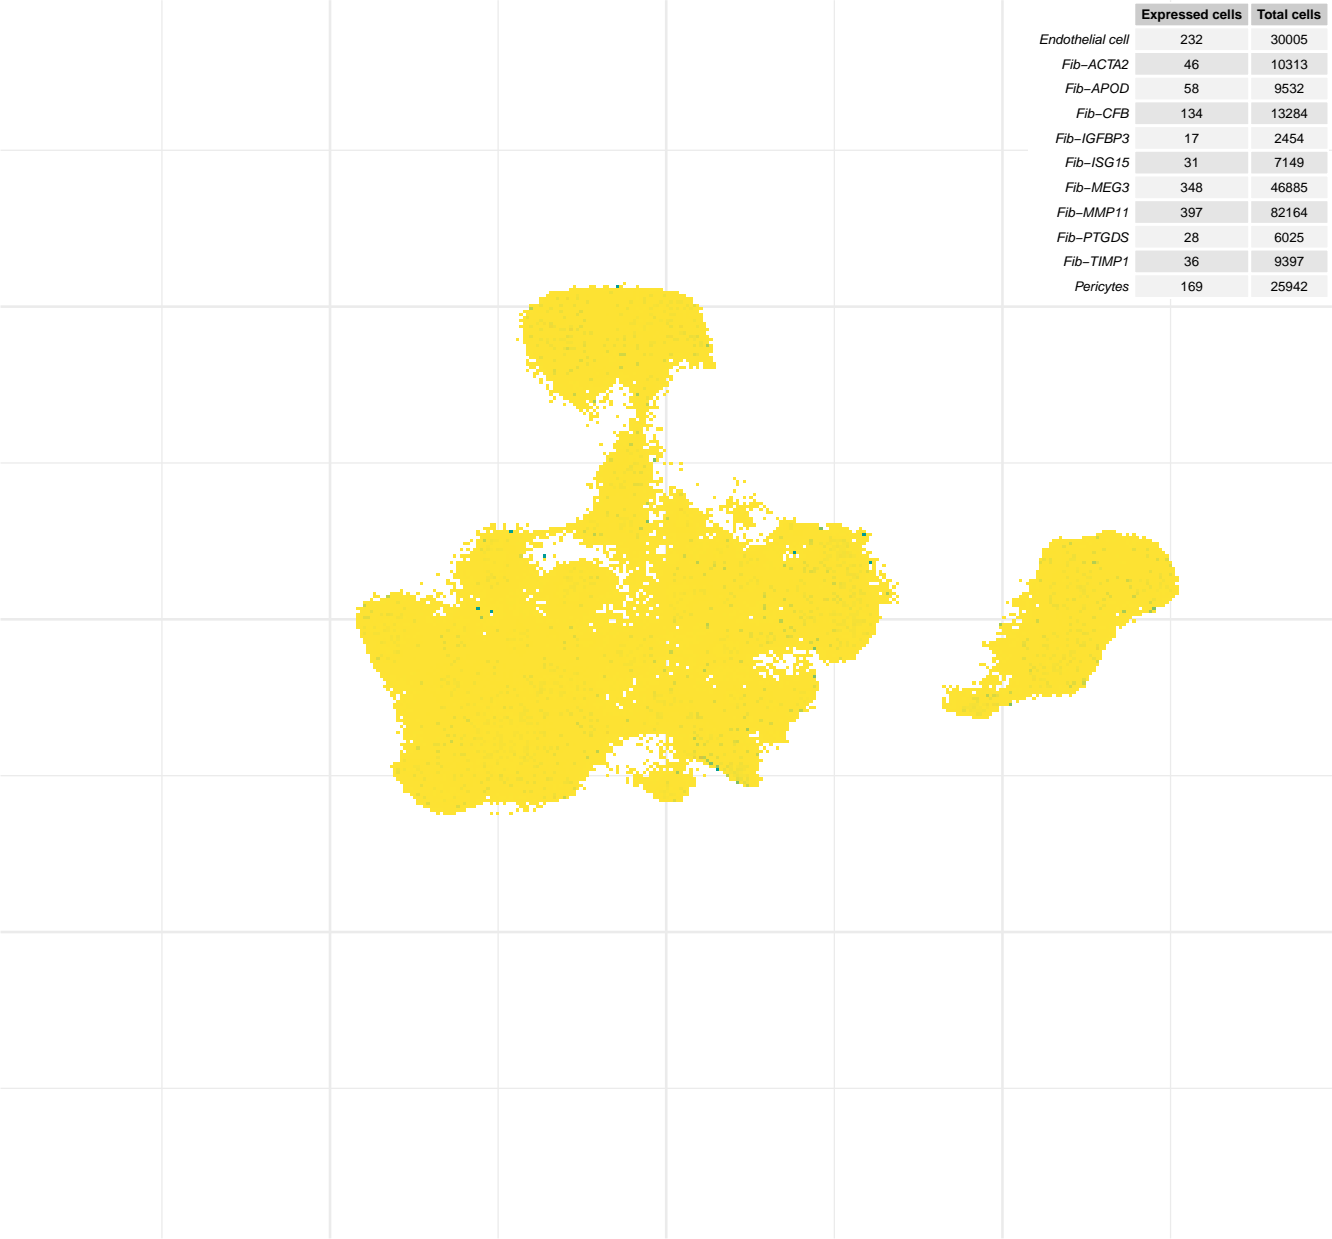 Expressed cells Total cells
Endothelial cell 232 30005
Fib−ACTA2 46 10313
Fib−APOD 58 9532
Fib−CFB 134 13284
Fib−IGFBP3 17 2454
Fib−ISG15 31 7149
Fib−MEG3 348 46885
Fib−MMP11 397 82164
Fib−PTGDS 28 6025
Fib−TIMP1 36 9397
Pericytes 169 25942